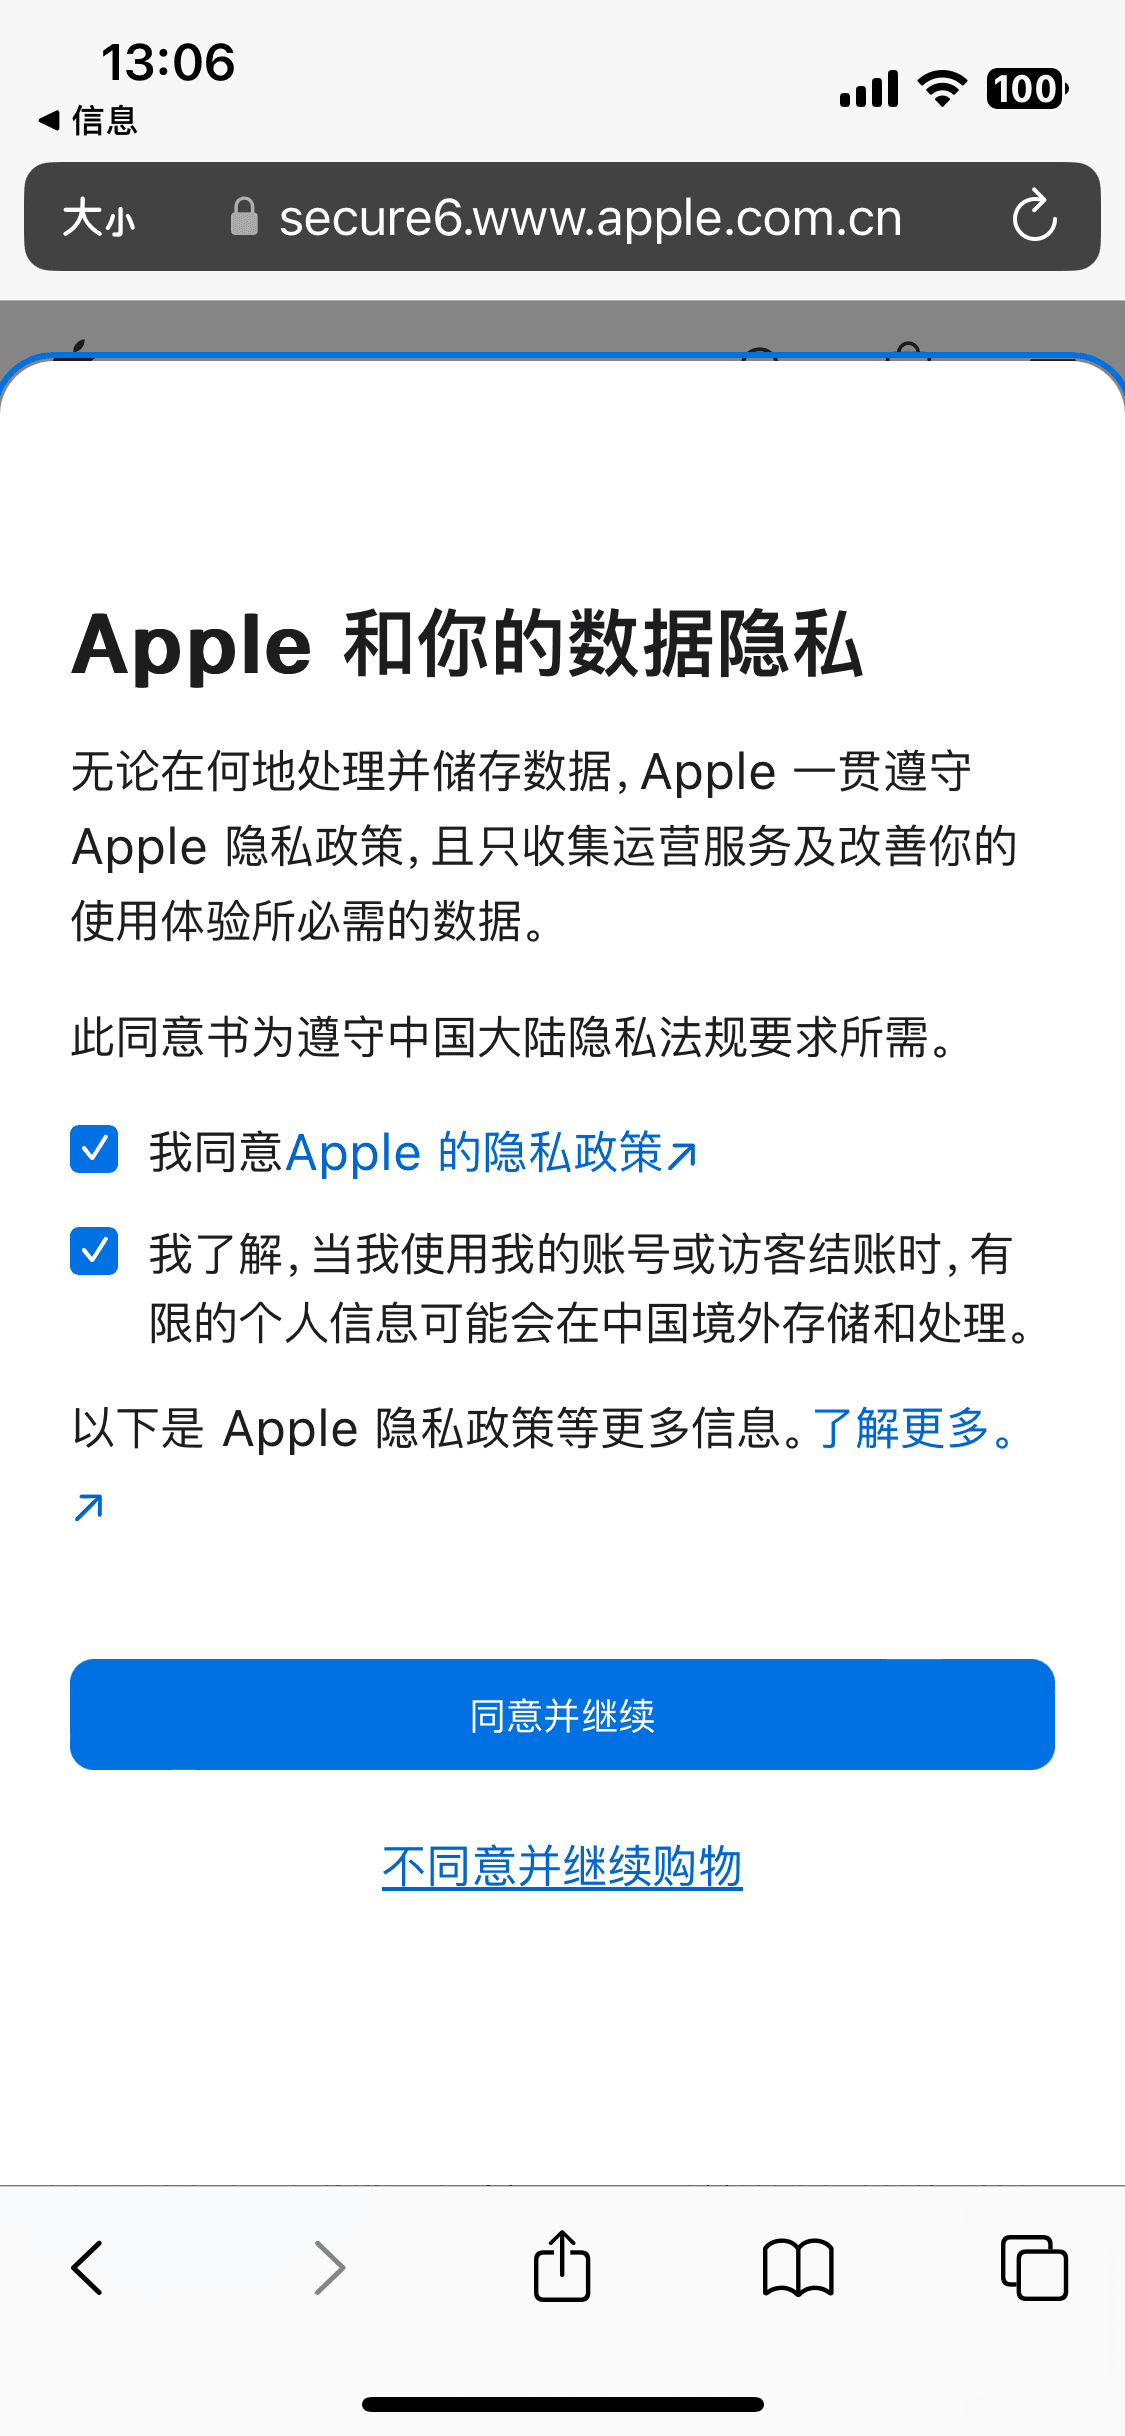 13:06
100
◀ 信息
大小
secure6.www.apple.com.cn
Apple 和你的数据隐私
无论在何地处理并储存数据，Apple 一贯遵守
Apple 隐私政策，且只收集运营服务及改善你的
使用体验所必需的数据。
此同意书为遵守中国大陆隐私法规要求所需。
我同意Apple 的隐私政策↗
我了解，当我使用我的账号或访客结账时，有
限的个人信息可能会在中国境外存储和处理。
以下是 Apple 隐私政策等更多信息。了解更多。
↗
同意并继续
不同意并继续购物